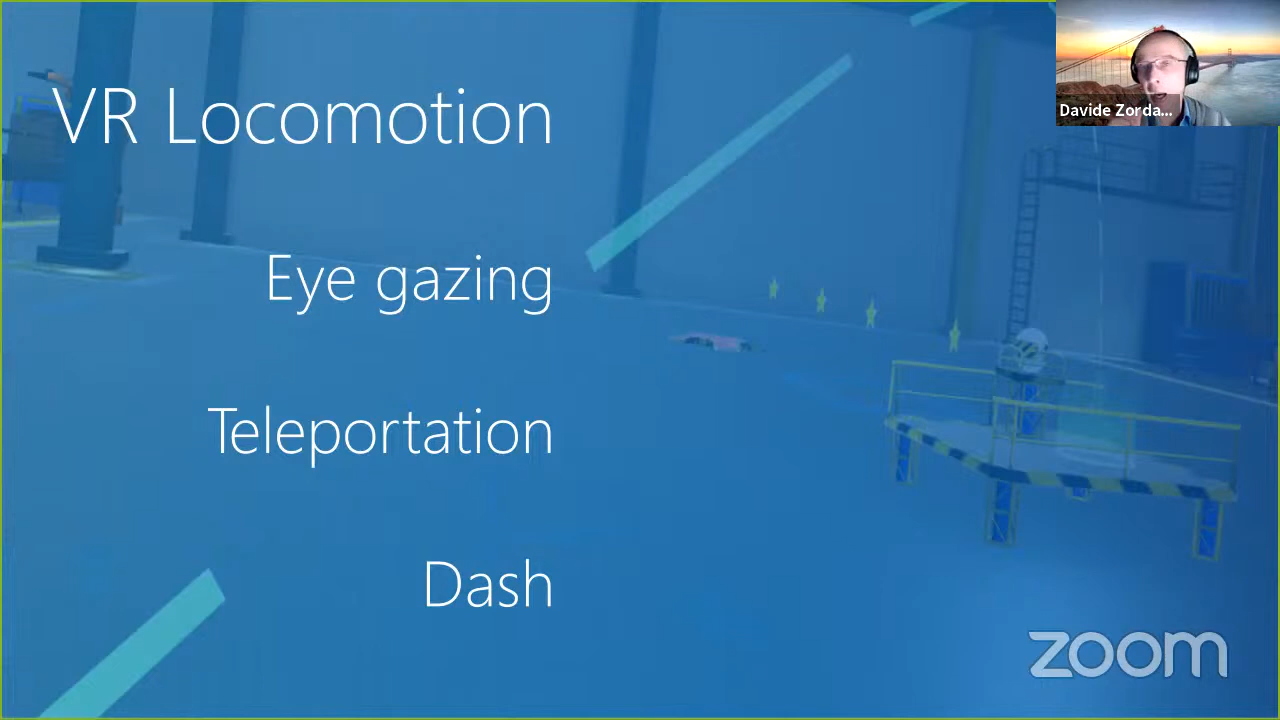 VR Locomotion
Davide Zorda...
Eye gazing
Teleportation
Dash
zoom